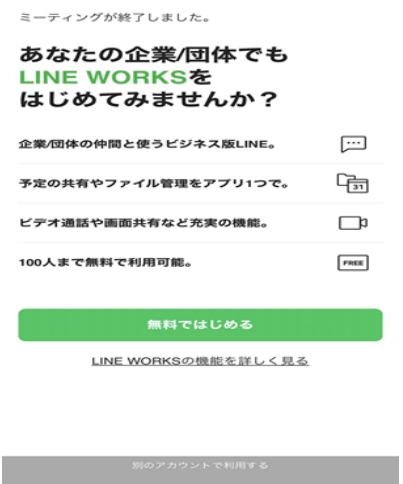 ミーティングが終了しました。
あなたの企業/団体でも
LINE WORKSを
はじめてみませんか？
企業/団体の仲間と使うビジネス版LINE。
予定の共有やファイル管理をアプリ1つで。
31
ビデオ通話や画面共有など充実の機能。
100人まで無料で利用可能。
FREE
無料ではじめる
LINE WORKSの機能を詳しく見る
別のアカウントで利用する